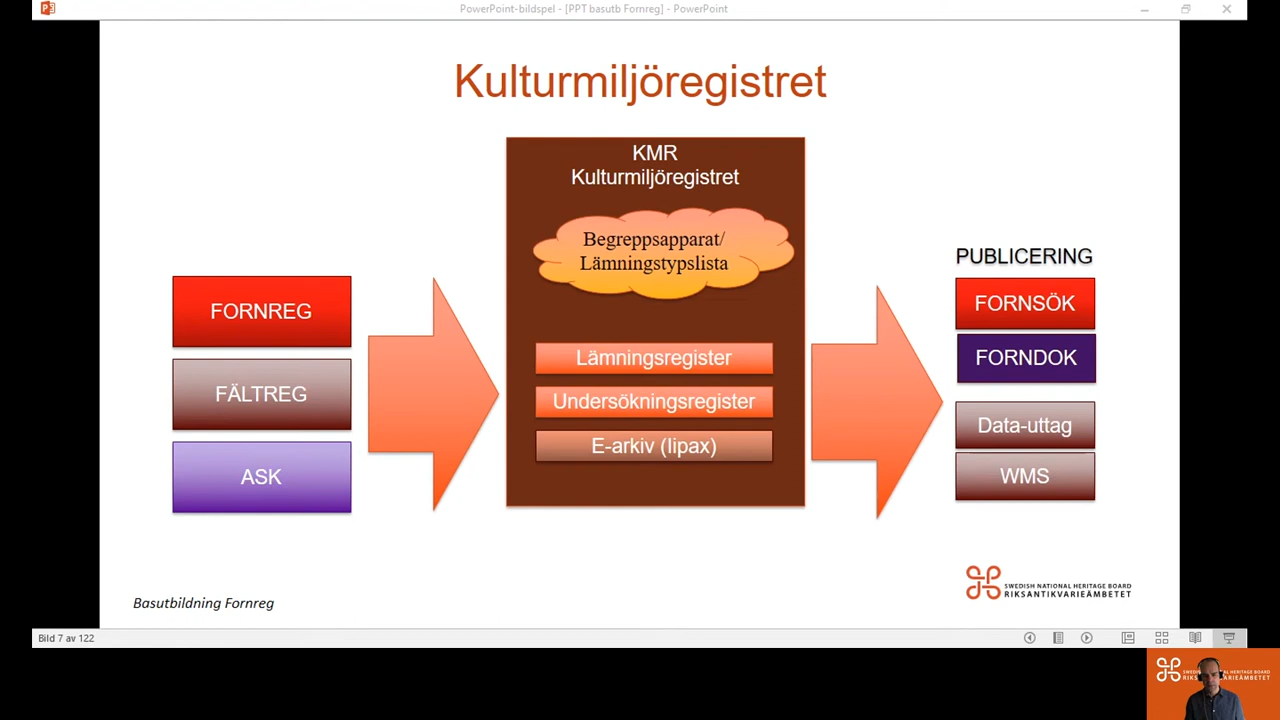 PowerPoint-bildspel - [PPT basutb Fornreg] - PowerPoint
Kulturmiljöregistret
KMR
Kulturmiljöregistret
Begreppsapparat/
Lämningstypslista
Lämningsregister
Undersökningsregister
E-arkiv (lipax)
FORNREG
FÄLTREG
ASK
PUBLICERING
FORNSÖK
FORNDOK
Data-uttag
WMS
Basutbildning Fornreg
SWEDISH NATIONAL HERITAGE BOARD
RIKSANTIKVARIEÄMBETET
Bild 7 av 122